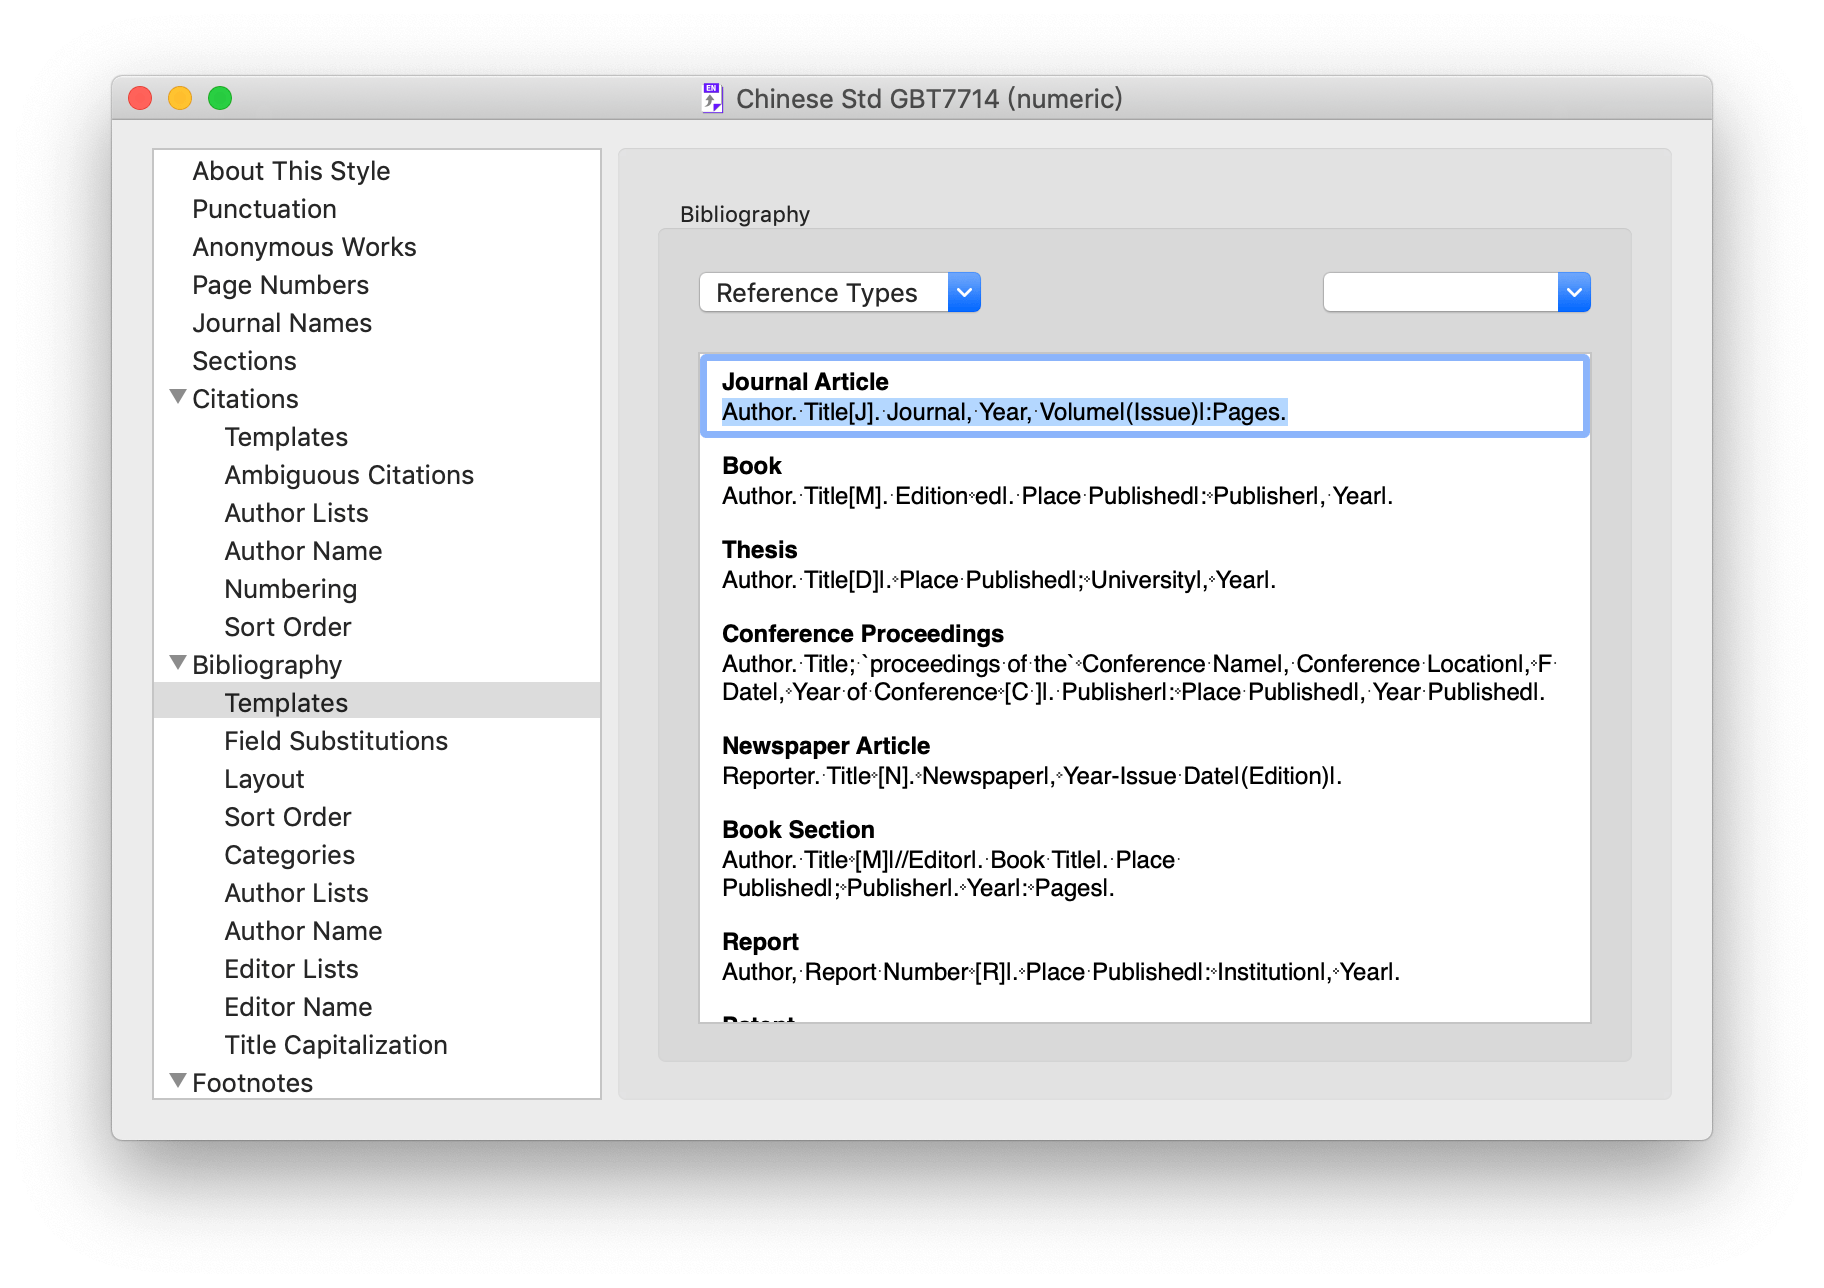 EN
Chinese Std GBT7714 (numeric)
About This Style
Punctuation
Anonymous Works
Page Numbers
Journal Names
Sections
Citations
Templates
Ambiguous Citations
Author Lists
Author Name
Numbering
Sort Order
Bibliography
Templates
Field Substitutions
Layout
Sort Order
Categories
Author Lists
Author Name
Editor Lists
Editor Name
Title Capitalization
Footnotes
Bibliography
Reference Types
Journal Article
Author.·Title[J].·Journal,·Year,·Volume|(Issue)|:Pages.
Book
Author.·Title[M].·Edition༶ed|.·Place·Published|:༶Publisher|,·Year|.
Thesis
Author.·Title[D]|.༶Place·Published|;༶University|,༶Year|.
Conference Proceedings
Author.·Title;·`proceedings·of·the`༶Conference·Name|,·Conference·Location|,༶F·
Date|,༶Year·of·Conference༶[C·]|.·Publisher|:༶Place·Published|,·Year·Published|.
Newspaper Article
Reporter.·Title༶[N].༶Newspaper|,༶Year-Issue·Date|(Edition)|.
Book Section
Author.·Title༶[M]|//Editor|.·Book·Title|.·Place·
Published|;༶Publisher|.༶Year|:༶Pages|.
Report
Author,·Report·Number༶[R]|.༶Place·Published|:༶Institution|,༶Year|.
Patent